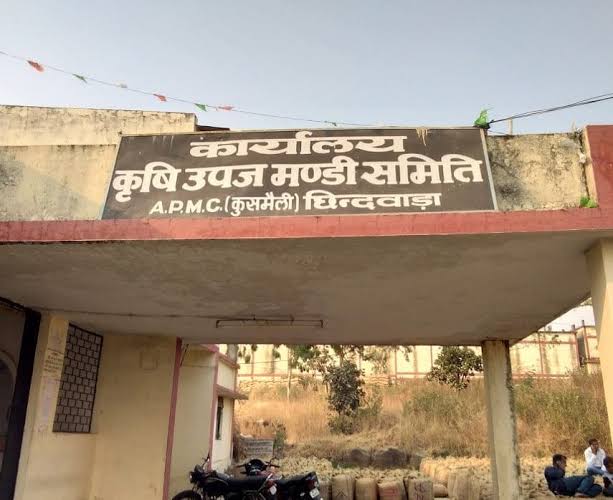 कार्यालय
कृषि उपज मण्डी समिति
A.P.M.C. (कुसमैली) छिन्दवाड़ा